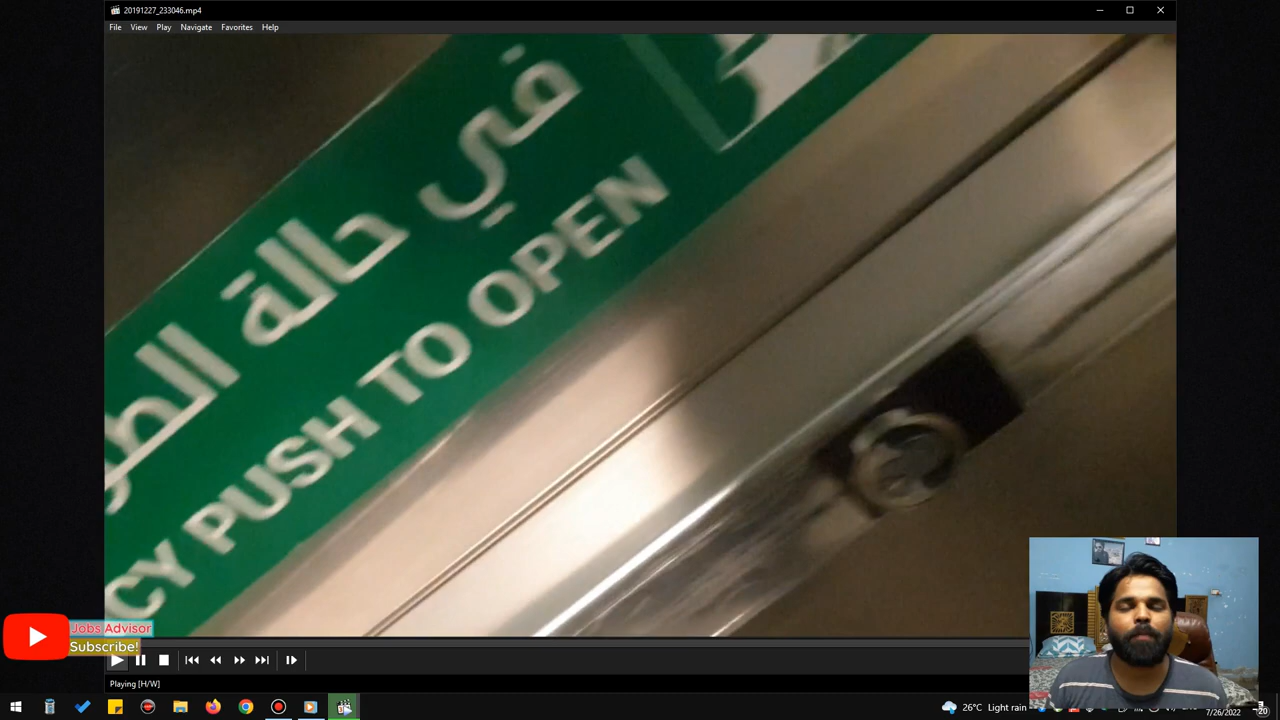 20191227_233046.mp4
File View Play Navigate Favorites Help
في حالة
CY PUSH TO OPEN
Jobs Advisor
Subscribe!
Playing [H/W]
26°C Light rain
7/26/2022
20